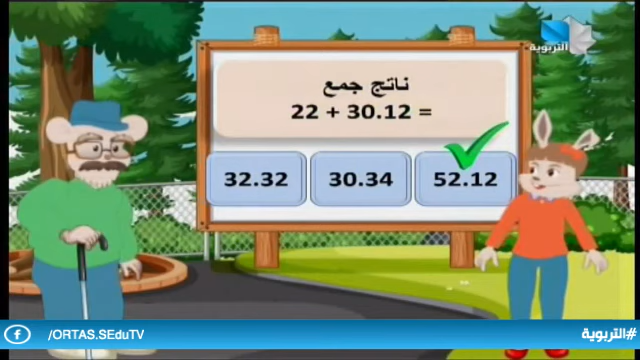 التربوية
ناتج جمع
22 + 30.12 =
32.32
30.34
52.12
/ORTAS.SEduTV
#التربوية